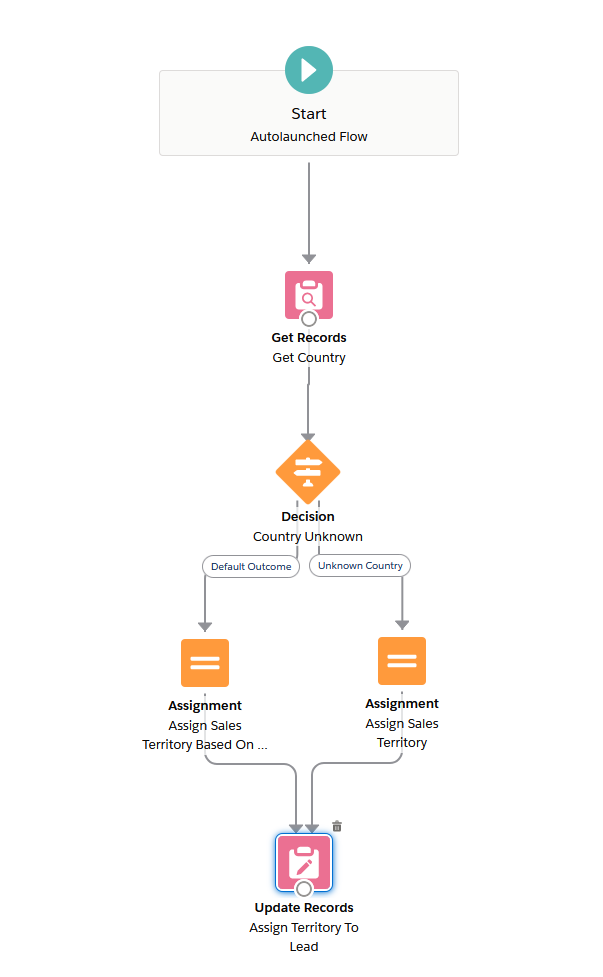 Start
Autolaunched Flow
Get Records
Get Country
Decision
Country Unknown
Default Outcome
Unknown Country
Assignment
Assign Sales
Territory Based On ...
Assignment
Assign Sales
Territory
Update Records
Assign Territory To
Lead